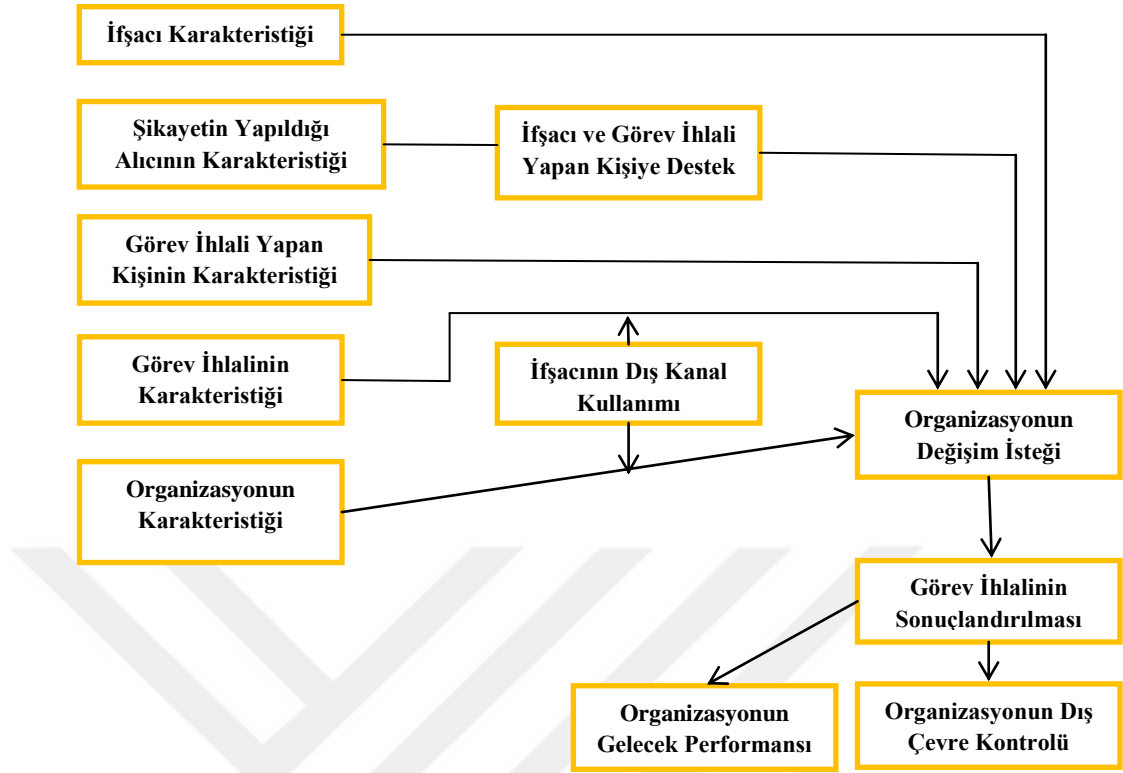 İfşacı Karakteristiği
Şikayetin Yapıldığı
Alıcının Karakteristiği
İfşacı ve Görev İhlali
Yapan Kişiye Destek
Görev İhlali Yapan
Kişinin Karakteristiği
Görev İhlalinin
Karakteristiği
İfşacının Dış Kanal
Kullanımı
Organizasyonun
Değişim İsteği
Organizasyonun
Karakteristiği
Görev İhlalinin
Sonuçlandırılması
Organizasyonun
Gelecek Performansı
Organizasyonun Dış
Çevre Kontrolü